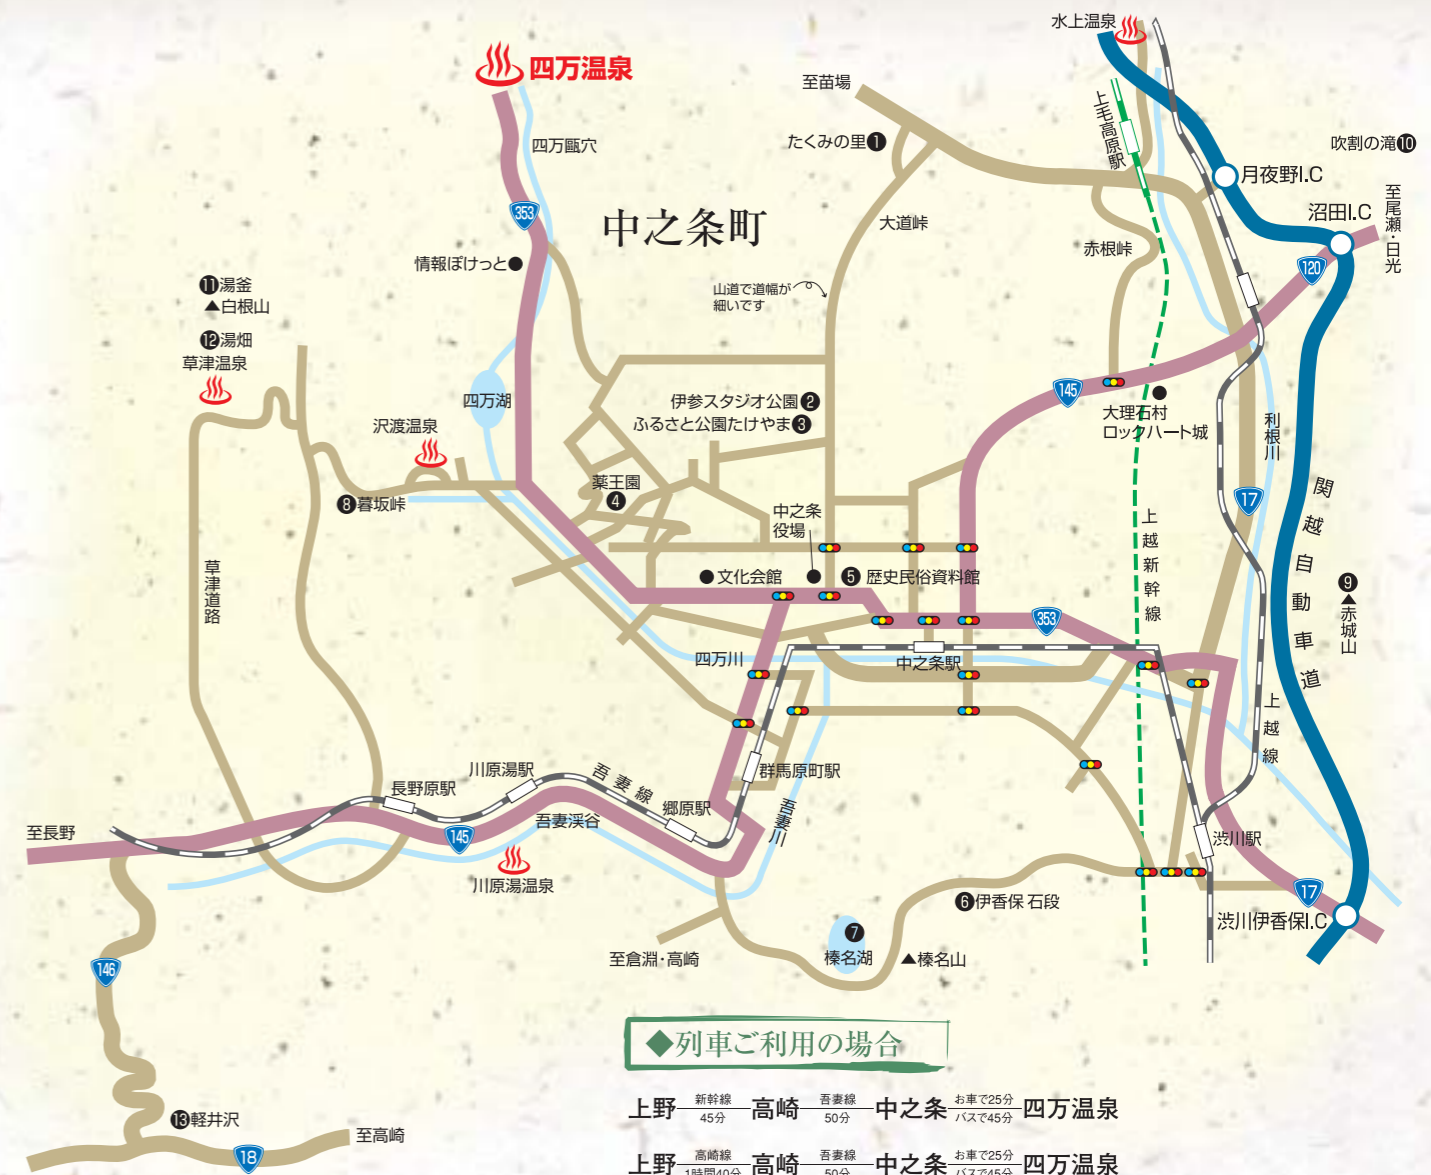 水上温泉
四万温泉
至苗場
上毛高原駅
四万甌穴
たくみの里❶
吹割の滝❿
月夜野I.C
至尾瀬・日光
353
中之条町
大道峠
沼田I.C
赤根峠
情報ぽけっと●
120
⓫湯釜
▲白根山
山道で道幅が
細いです
⓬湯畑
草津温泉
145
四万湖
伊参スタジオ公園❷
ふるさと公園たけやま❸
大理石村
ロックハート城
利根川
沢渡温泉
薬王園
❹
関越自動車道
17
❽暮坂峠
中之条
役場
上越新幹線
草津道路
●文化会館
❺ 歴史民俗資料館
❾
▲赤城山
353
四万川
中之条駅
上越線
川原湯駅
吾妻線
群馬原町駅
長野原駅
郷原駅
吾妻川
至長野
145
吾妻渓谷
渋川駅
川原湯温泉
❻伊香保 石段
17
渋川伊香保I.C
❼
榛名湖
▲榛名山
至倉淵・高崎
146
◆列車ご利用の場合
⓭軽井沢
至高崎
18
上野 新幹線 45分 高崎 吾妻線 50分 中之条 お車で25分 バスで45分 四万温泉
上野 高崎線 1時間40分 高崎 吾妻線 50分 中之条 お車で25分 バスで45分 四万温泉